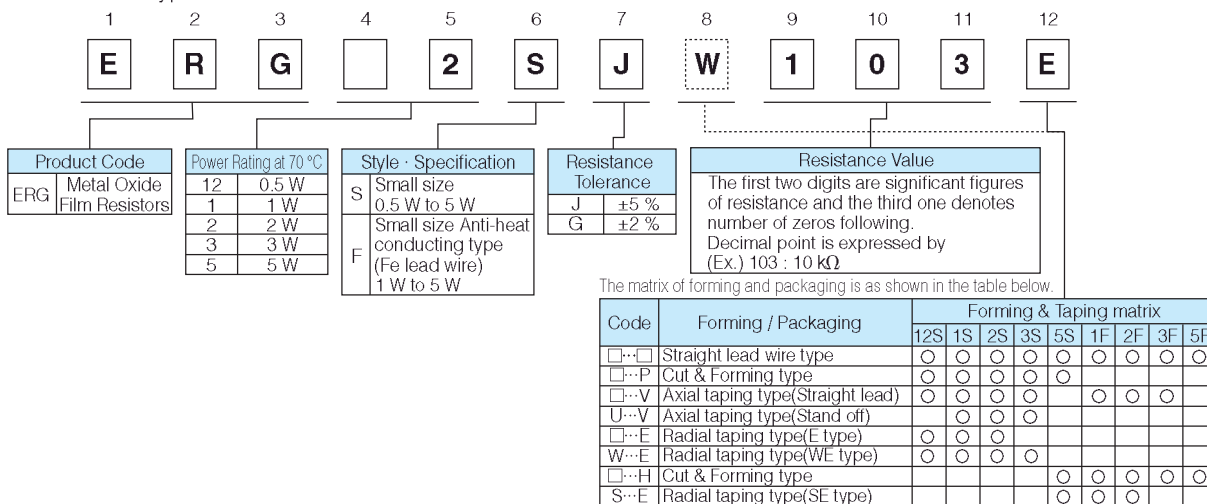 1 2 3 4 5 6 7 8 9 10 11 12
E R G 2 S J W 1 0 3 E
Product Code
ERG Metal Oxide
Film Resistors
Power Rating at 70 °C
12 0.5 W
1 1 W
2 2 W
3 3 W
5 5 W
Style · Specification
S Small size
0.5 W to 5 W
F Small size Anti-heat
conducting type
(Fe lead wire)
1 W to 5 W
Resistance
Tolerance
J ±5 %
G ±2 %
Resistance Value
The first two digits are significant figures
of resistance and the third one denotes
number of zeros following.
Decimal point is expressed by
(Ex.) 103 : 10 kΩ
The matrix of forming and packaging is as shown in the table below.
Code Forming / Packaging Forming & Taping matrix
12S 1S 2S 3S 5S 1F 2F 3F 5F
□···□ Straight lead wire type ○ ○ ○ ○ ○ ○ ○ ○ ○
□···P Cut & Forming type ○ ○ ○ ○ ○
□···V Axial taping type(Straight lead) ○ ○ ○ ○ ○ ○ ○
U···V Axial taping type(Stand off) ○ ○ ○
□···E Radial taping type(E type) ○ ○ ○
W···E Radial taping type(WE type) ○ ○ ○ ○
□···H Cut & Forming type ○ ○ ○ ○ ○
S···E Radial taping type(SE type) ○ ○ ○